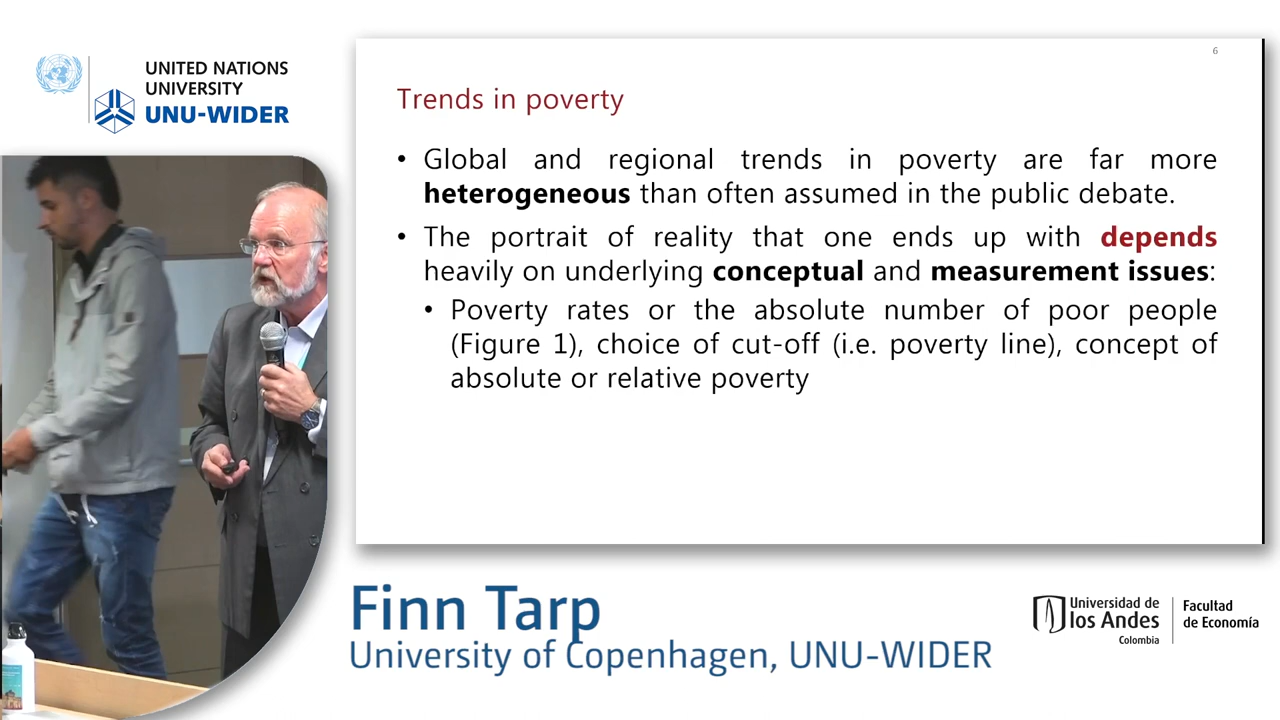 UNITED NATIONS
UNIVERSITY
UNU-WIDER
6
Trends in poverty
• Global and regional trends in poverty are far more
heterogeneous than often assumed in the public debate.
• The portrait of reality that one ends up with depends
heavily on underlying conceptual and measurement issues:
• Poverty rates or the absolute number of poor people
(Figure 1), choice of cut-off (i.e. poverty line), concept of
absolute or relative poverty
Finn Tarp
University of Copenhagen, UNU-WIDER
Universidad de
los Andes
Colombia
Facultad
de Economía